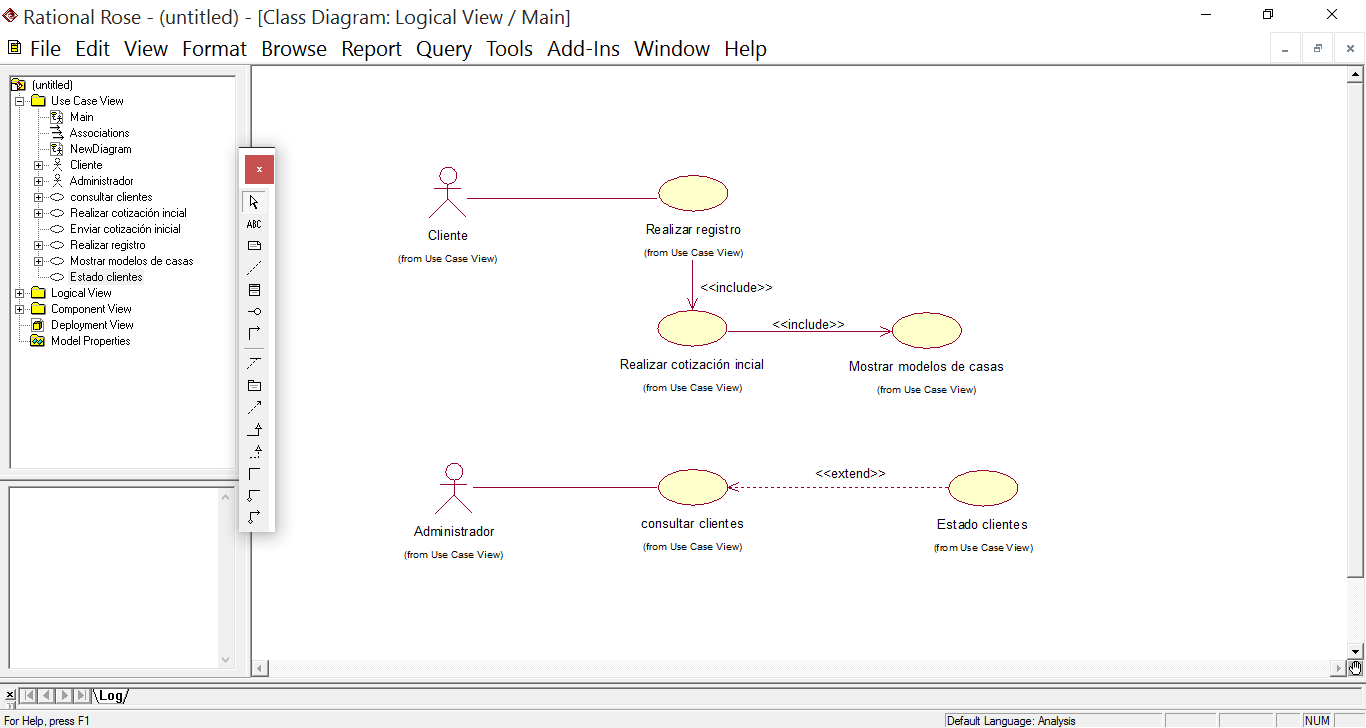 Rational Rose - (untitled) - [Class Diagram: Logical View / Main]
File Edit View Format Browse Report Query Tools Add-Ins Window Help
(untitled)
Use Case View
Main
Associations
NewDiagram
Cliente
Administrador
consultar clientes
Realizar cotización incial
Enviar cotización inicial
Realizar registro
Mostrar modelos de casas
Estado clientes
Logical View
Component View
Deployment View
Model Properties
x
ABC
Cliente
(from Use Case View)
Realizar registro
(from Use Case View)
<<include>>
<<include>>
Realizar cotización incial
(from Use Case View)
Mostrar modelos de casas
(from Use Case View)
<<extend>>
Administrador
(from Use Case View)
consultar clientes
(from Use Case View)
Estado clientes
(from Use Case View)
\Log/
For Help, press F1
Default Language: Analysis
NUM